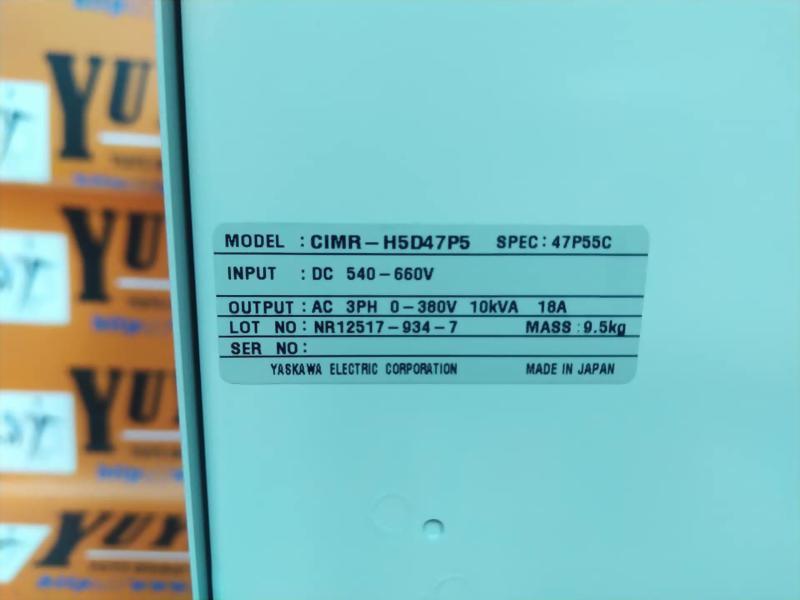 MODEL : CIMR-H5D47P5 SPEC: 47P55C
INPUT : DC 540-660V
OUTPUT : AC 3PH 0-380V 10kVA 18A
LOT NO : NR12517-934-7 MASS : 9.5kg
SER NO :
YASKAWA ELECTRIC CORPORATION MADE IN JAPAN